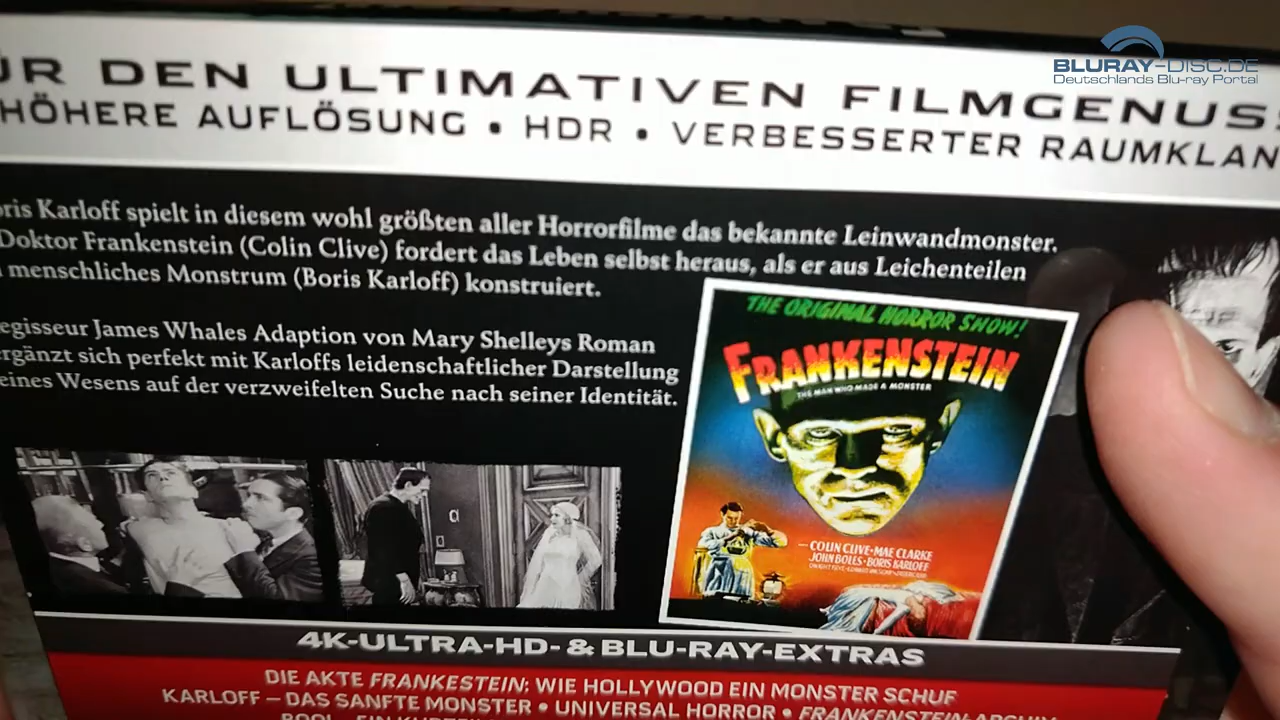 BLURAY-DISC.DE
Deutschlands Blu-ray Portal
ÜR DEN ULTIMATIVEN FILMGENUSS
HÖHERE AUFLÖSUNG • HDR • VERBESSERTER RAUMKLAN
oris Karloff spielt in diesem wohl größten aller Horrorfilme das bekannte Leinwandmonster.
Doktor Frankenstein (Colin Clive) fordert das Leben selbst heraus, als er aus Leichenteilen
menschliches Monstrum (Boris Karloff) konstruiert.
egisseur James Whales Adaption von Mary Shelleys Roman
ergänzt sich perfekt mit Karloffs leidenschaftlicher Darstellung
eines Wesens auf der verzweifelten Suche nach seiner Identität.
THE ORIGINAL HORROR SHOW!
FRANKENSTEIN
THE MAN WHO MADE A MONSTER
— COLIN CLIVE • MAE CLARKE
JOHN BOLES • BORIS KARLOFF
4K-ULTRA-HD- & BLU-RAY-EXTRAS
DIE AKTE FRANKESTEIN: WIE HOLLYWOOD EIN MONSTER SCHUF
KARLOFF – DAS SANFTE MONSTER • UNIVERSAL HORROR • FRANKENSTEIN-ARCHIV